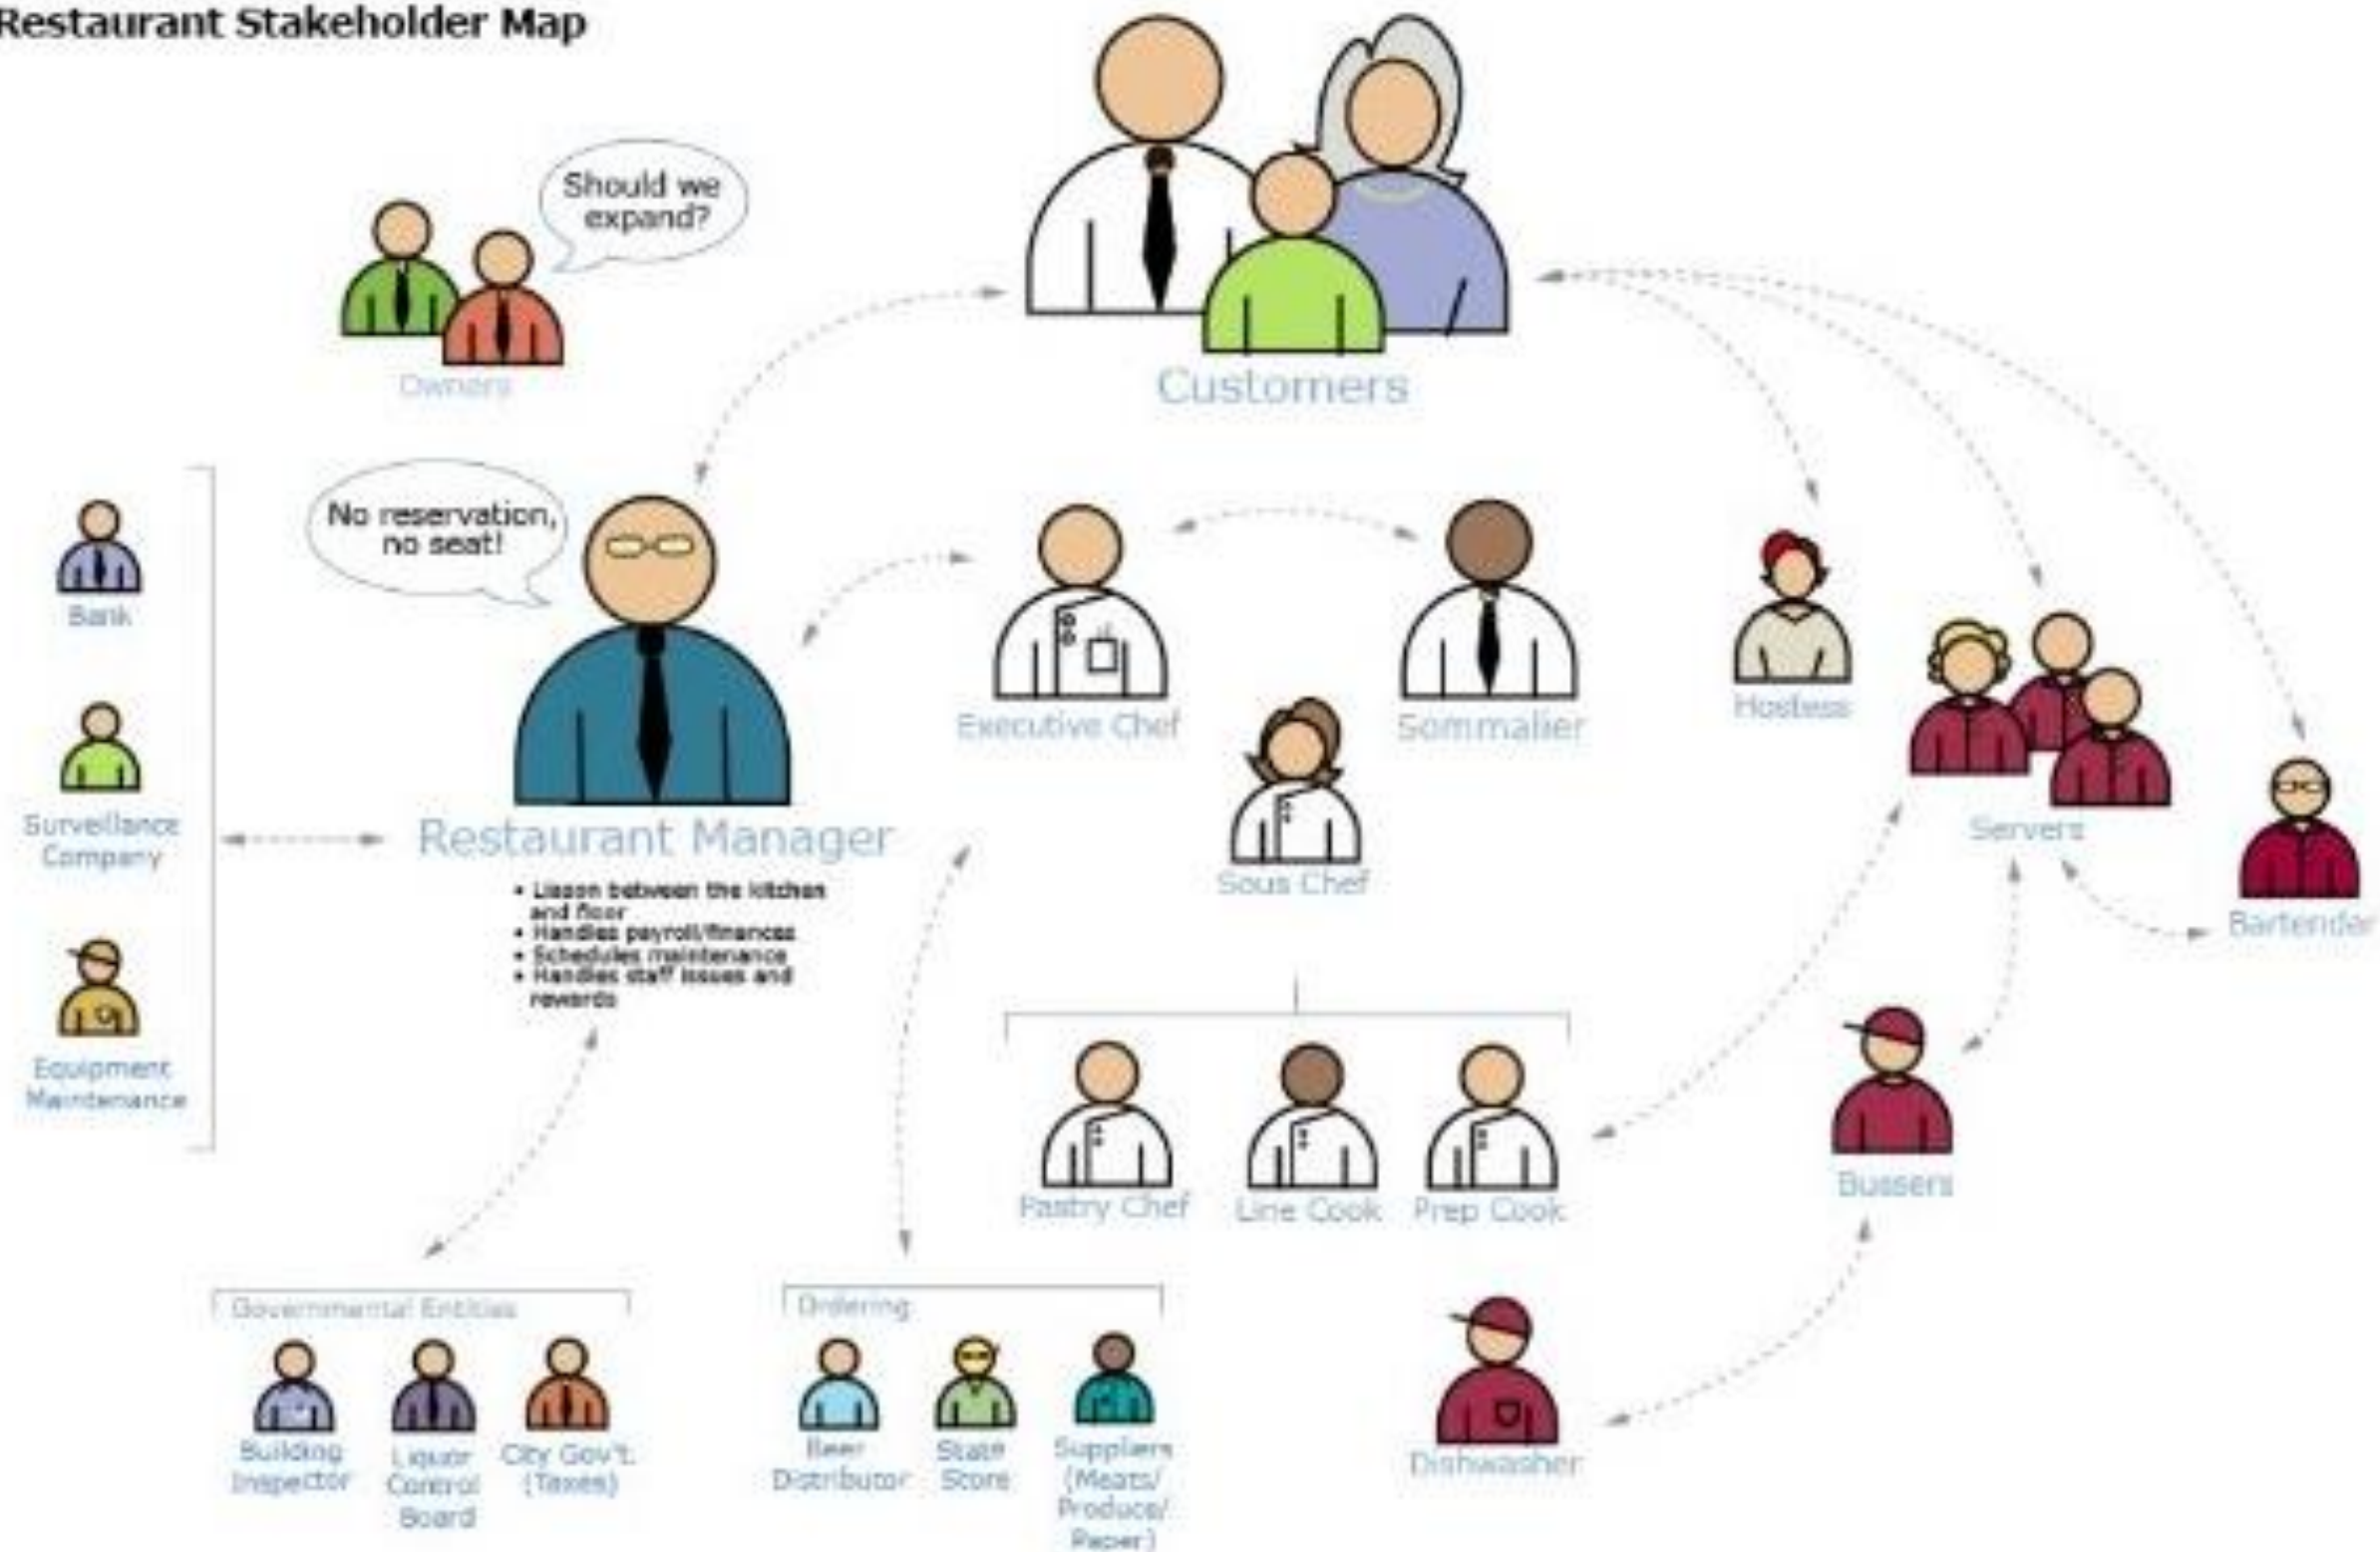 Restaurant Stakeholder Map
Should we
expand?
Owners
Customers
No reservation,
no seat!
Bank
Surveillance
Company
Equipment
Maintenance
Restaurant Manager
• Liason between the kitchen
and floor
• Handles payroll/finances
• Schedules maintenance
• Handles staff issues and
rewards
Executive Chef
Sommalier
Sous Chef
Hostess
Servers
Bartender
Pastry Chef
Line Cook
Prep Cook
Bussers
Dishwasher
Governmental Entities
Building
Inspector
Liquor
Control
Board
City Gov't.
(Taxes)
Ordering
Beer
Distributor
State
Store
Suppliers
(Meats/
Produce/
Paper)